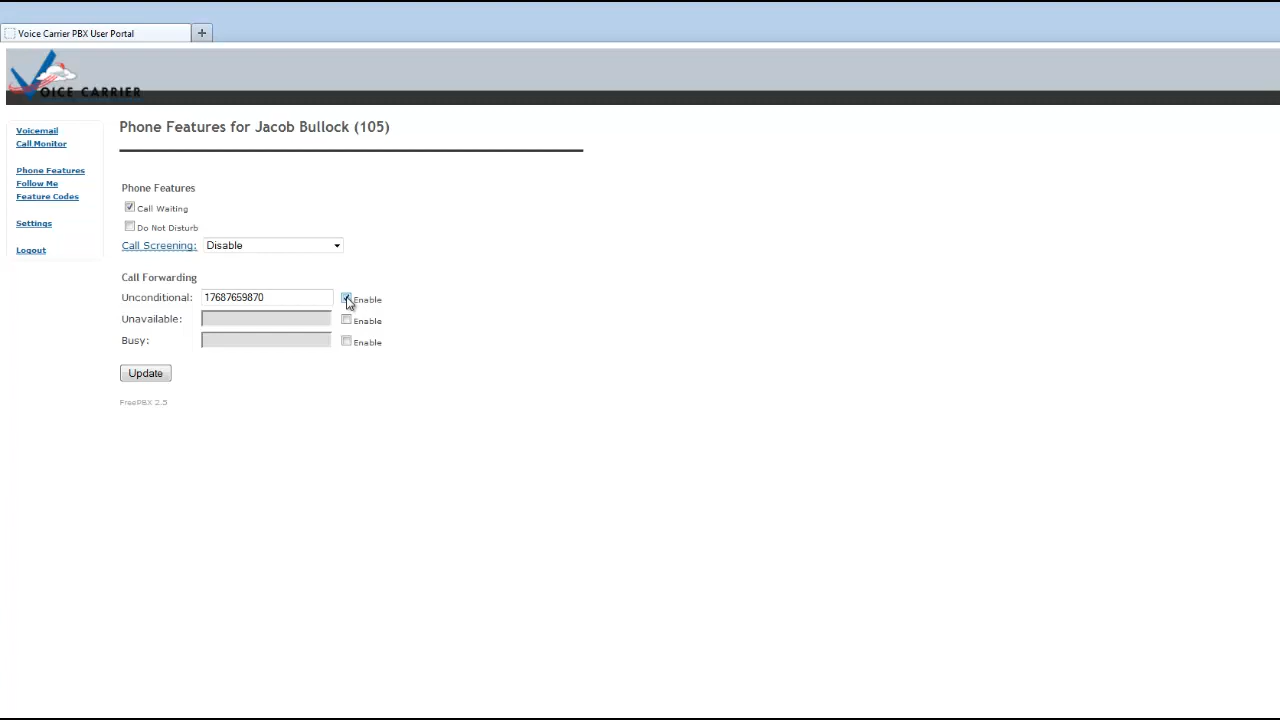 Voice Carrier PBX User Portal
VOICE CARRIER
Voicemail
Call Monitor
Phone Features
Follow Me
Feature Codes
Settings
Logout
Phone Features for Jacob Bullock (105)
Phone Features
Call Waiting
Do Not Disturb
Call Screening: Disable
Call Forwarding
Unconditional: 17687659870 Enable
Unavailable: Enable
Busy: Enable
Update
FreePBX 2.5